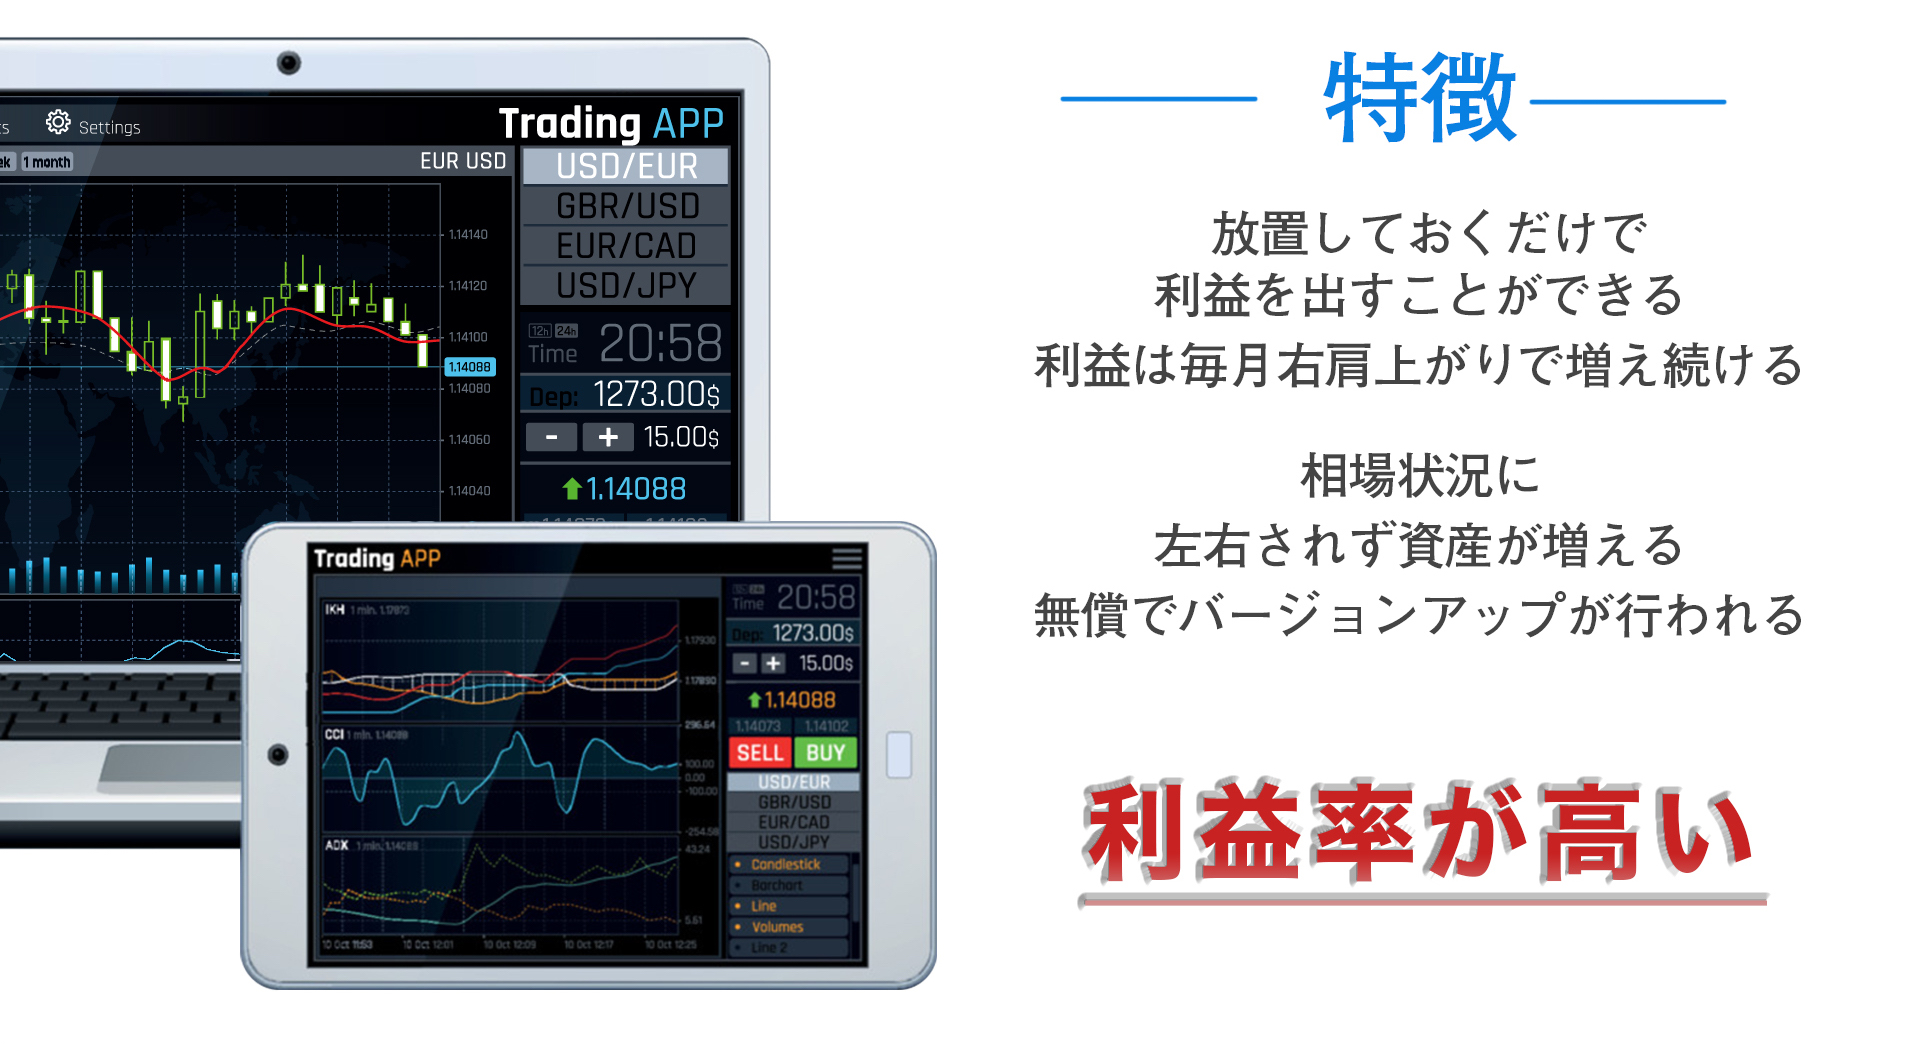 Settings
Trading APP
1 month
EUR USD
USD/EUR
GBR/USD
EUR/CAD
USD/JPY
1.14140
1.14120
1.14100
1.14088
1.14080
1.14060
1.14040
12h 24h
Time 20:58
Dep: 1273.00$
- + 15.00$
1.14088
Trading APP
IKH 1 min. 1.17873
1.17930
1.17890
296.54
CCI 1 min. 1.14088
100.00
0.00
-100.00
-254.58
ADX 1 min. 1.14088
43.24
5.61
10 Oct 11:53 10 Oct 12:01 10 Oct 12:09 10 Oct 12:17 10 Oct 12:25
Time 20:58
Dep: 1273.00$
- + 15.00$
1.14088
1.14073 1.14102
SELL BUY
USD/EUR
GBR/USD
EUR/CAD
USD/JPY
Candlestick
Barchart
Line
Volumes
Line 2
特徴
放置しておくだけで
利益を出すことができる
利益は毎月右肩上がりで増え続ける
相場状況に
左右されず資産が増える
無償でバージョンアップが行われる
利益率が高い